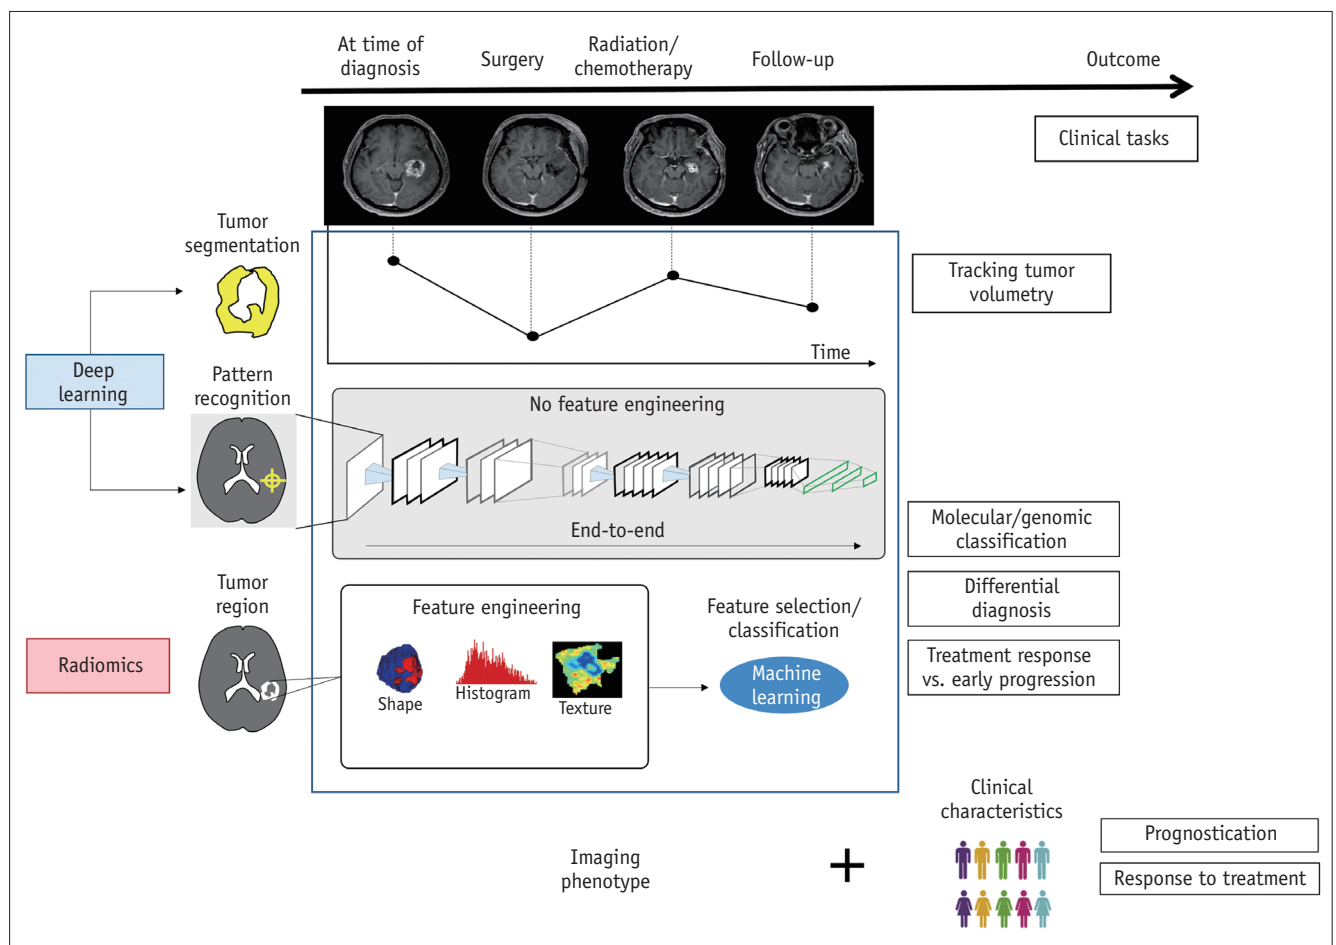 At time of
diagnosis
Surgery
Radiation/
chemotherapy
Follow-up
Outcome
Clinical tasks
Tumor
segmentation
Tracking tumor
volumetry
Time
Deep
learning
Pattern
recognition
No feature engineering
End-to-end
Molecular/genomic
classification
Differential
diagnosis
Treatment response
vs. early progression
Tumor
region
Radiomics
Feature engineering
Shape
Histogram
Texture
Feature selection/
classification
Machine
learning
Clinical
characteristics
Imaging
phenotype
+
Prognostication
Response to treatment